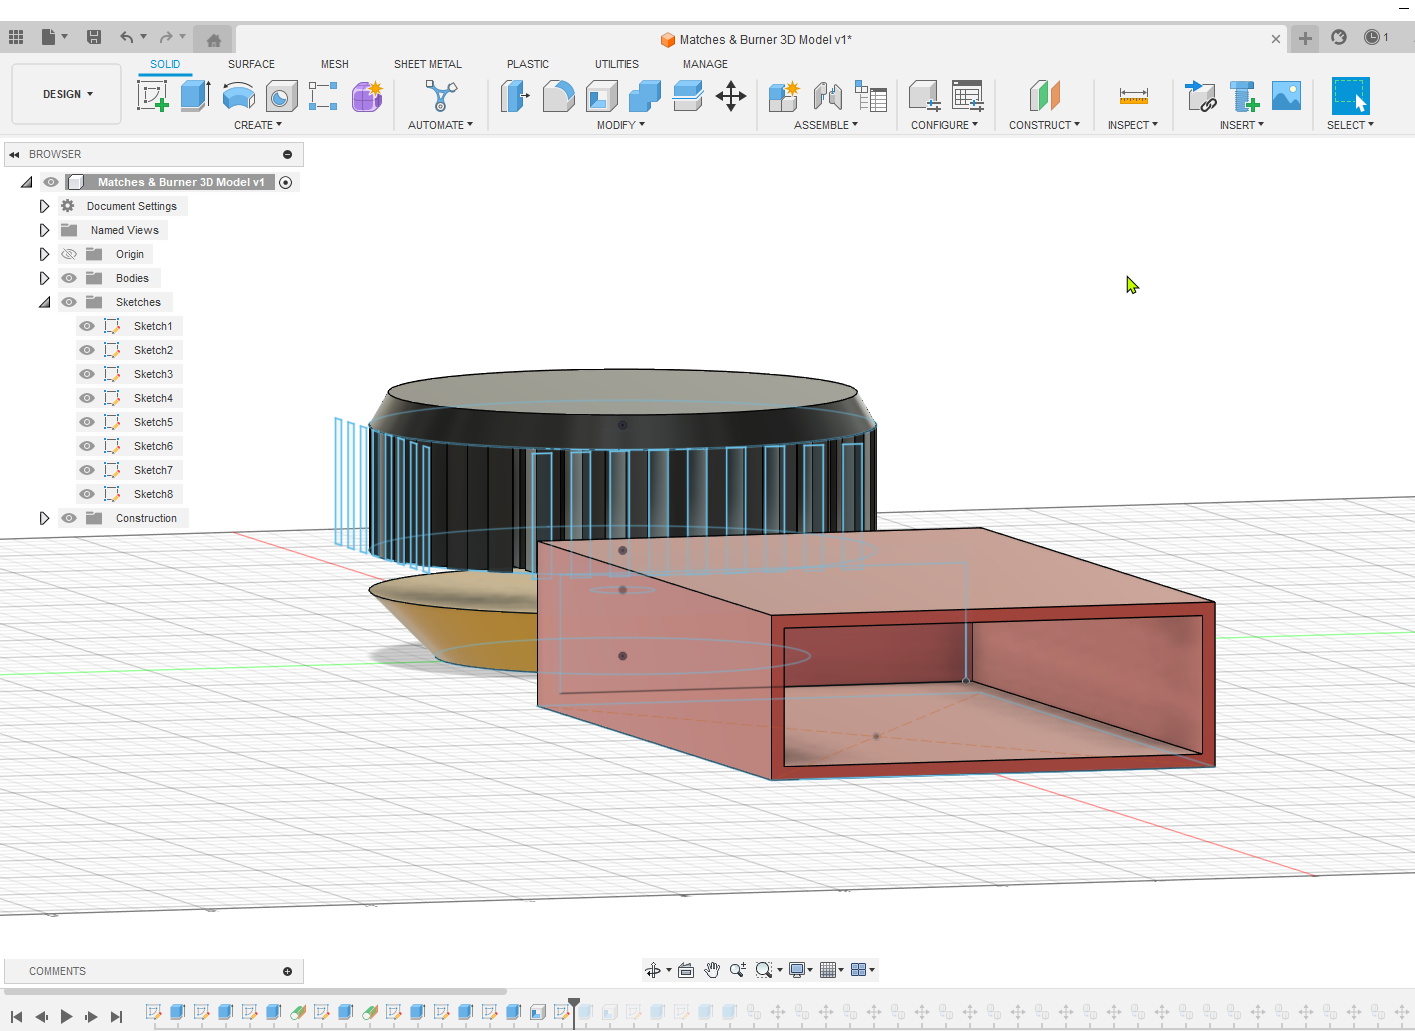 Matches & Burner 3D Model v1*
1
SOLID SURFACE MESH SHEET METAL PLASTIC UTILITIES MANAGE
DESIGN
CREATE AUTOMATE MODIFY ASSEMBLE CONFIGURE CONSTRUCT INSPECT INSERT SELECT
BROWSER
Matches & Burner 3D Model v1
Document Settings
Named Views
Origin
Bodies
Sketches
Sketch1
Sketch2
Sketch3
Sketch4
Sketch5
Sketch6
Sketch7
Sketch8
Construction
COMMENTS